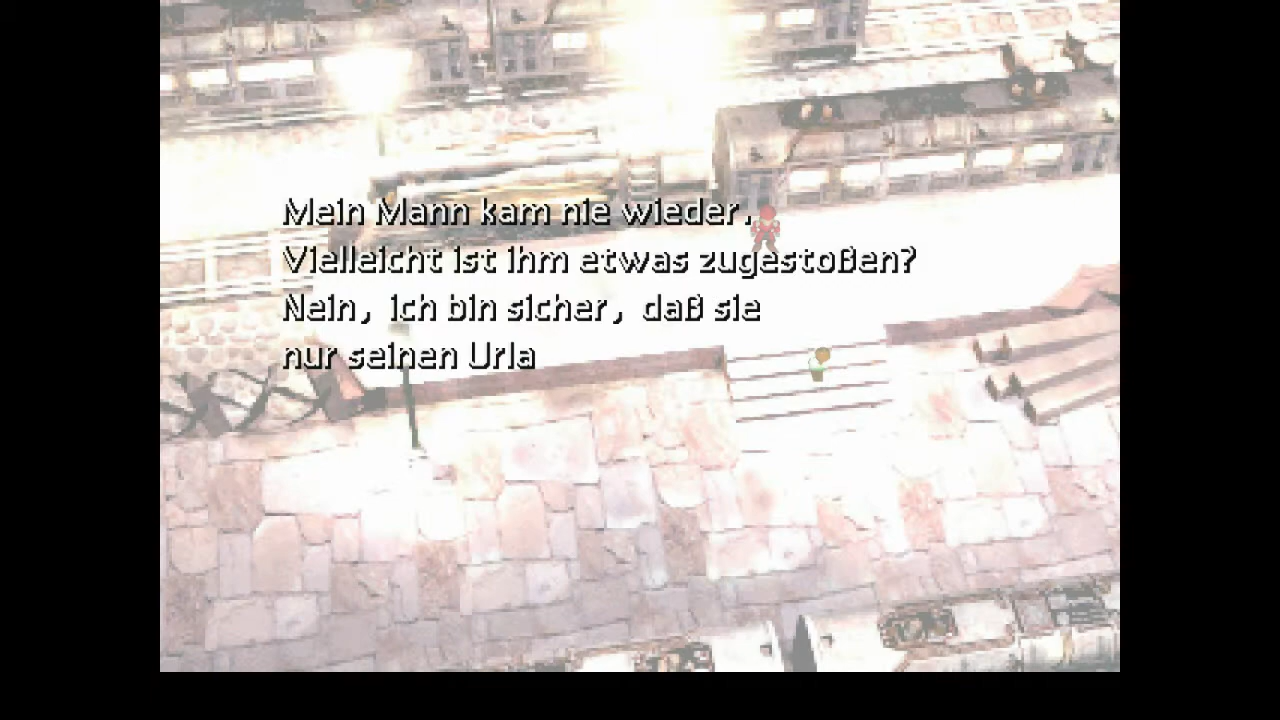 Mein Mann kam nie wieder.
Vielleicht ist ihm etwas zugestoßen?
Nein, ich bin sicher, daß sie
nur seinen Urla